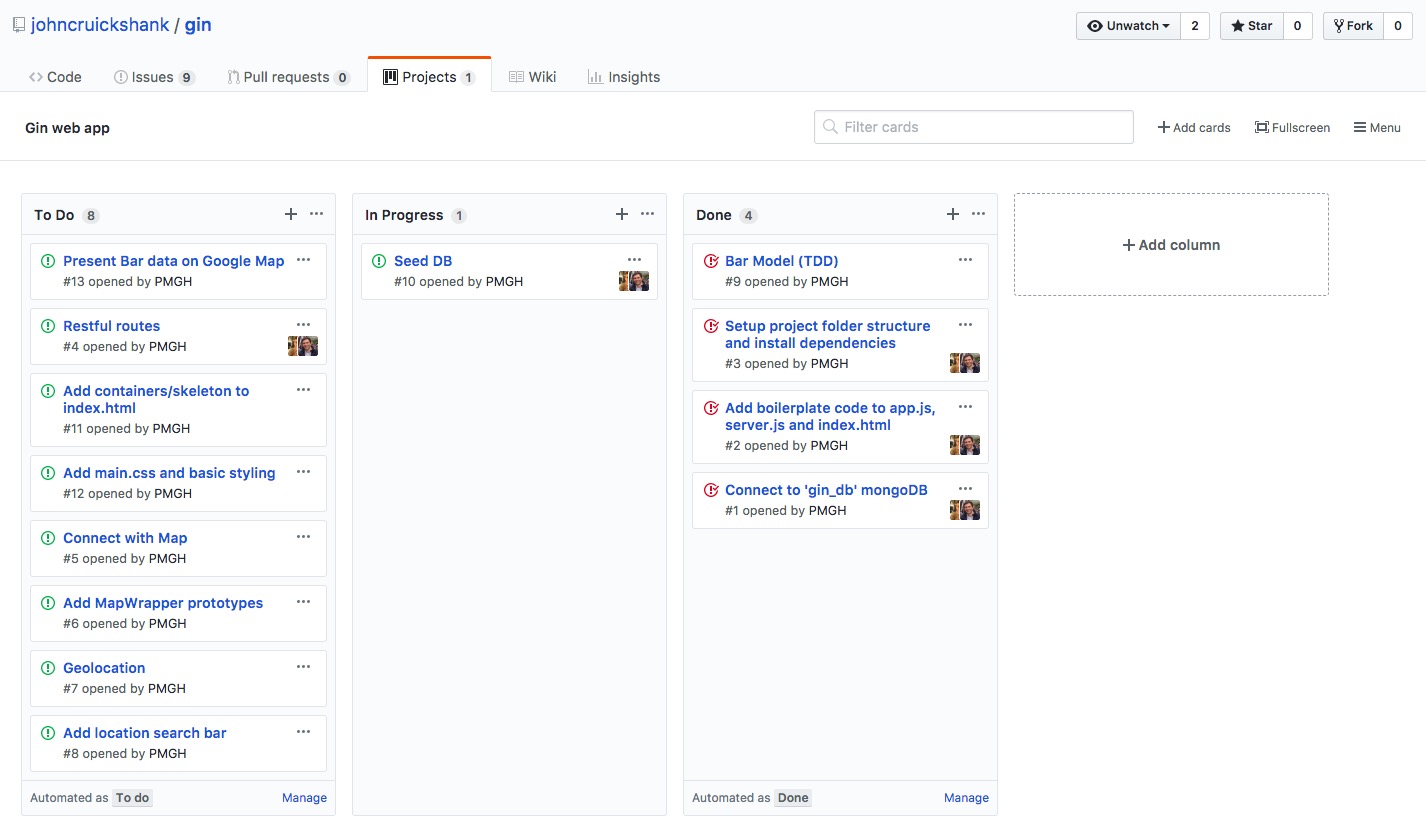 johncruickshank / gin
Unwatch 2 Star 0 Fork 0
Code Issues 9 Pull requests 0 Projects 1 Wiki Insights
Gin web app
Filter cards
Add cards Fullscreen Menu
To Do 8
Present Bar data on Google Map
#13 opened by PMGH
Restful routes
#4 opened by PMGH
Add containers/skeleton to
index.html
#11 opened by PMGH
Add main.css and basic styling
#12 opened by PMGH
Connect with Map
#5 opened by PMGH
Add MapWrapper prototypes
#6 opened by PMGH
Geolocation
#7 opened by PMGH
Add location search bar
#8 opened by PMGH
Automated as To do Manage
In Progress 1
Seed DB
#10 opened by PMGH
Done 4
Bar Model (TDD)
#9 opened by PMGH
Setup project folder structure
and install dependencies
#3 opened by PMGH
Add boilerplate code to app.js,
server.js and index.html
#2 opened by PMGH
Connect to 'gin_db' mongoDB
#1 opened by PMGH
Automated as Done Manage
Add column